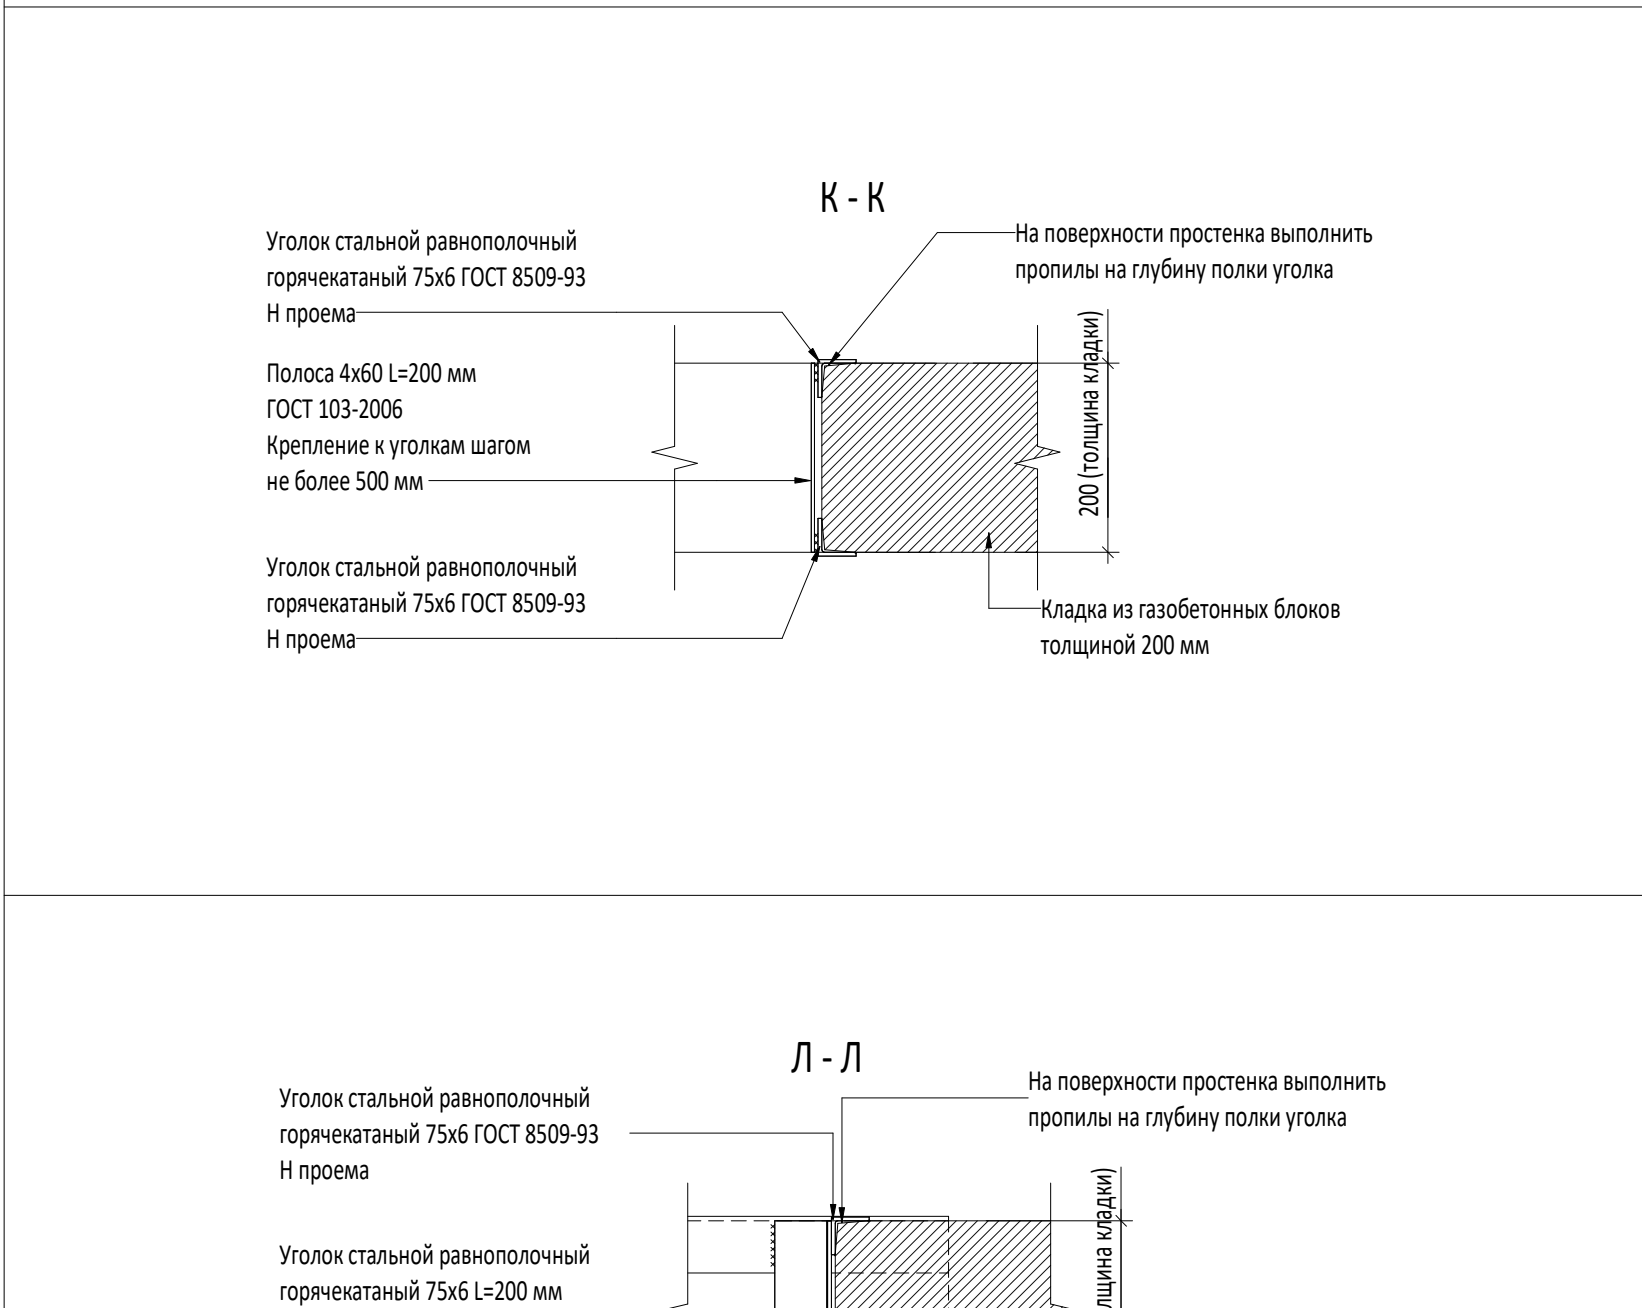 К - К
Уголок стальной равнополочный
горячекатаный 75х6 ГОСТ 8509-93
Н проема
Полоса 4х60 L=200 мм
ГОСТ 103-2006
Крепление к уголкам шагом
не более 500 мм
Уголок стальной равнополочный
горячекатаный 75х6 ГОСТ 8509-93
Н проема
На поверхности простенка выполнить
пропилы на глубину полки уголка
200 (толщина кладки)
Кладка из газобетонных блоков
толщиной 200 мм
Л - Л
Уголок стальной равнополочный
горячекатаный 75х6 ГОСТ 8509-93
Н проема
Уголок стальной равнополочный
горячекатаный 75х6 L=200 мм
На поверхности простенка выполнить
пропилы на глубину полки уголка
кладки)